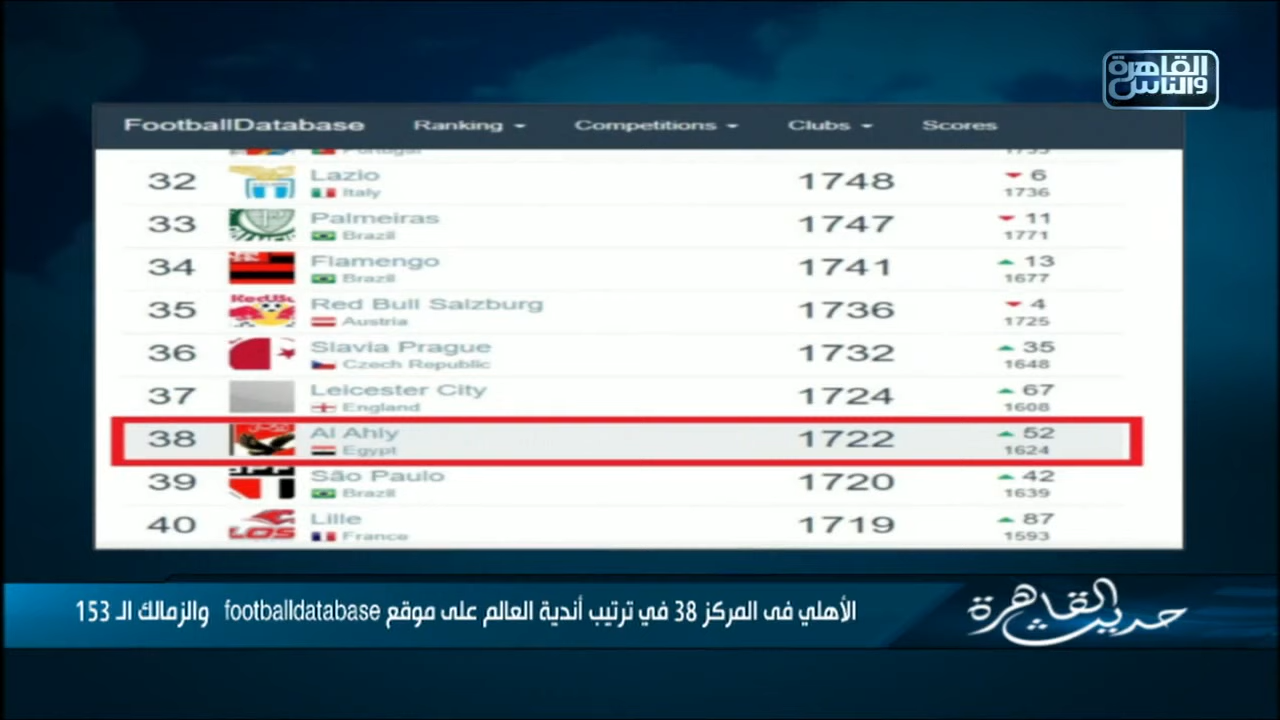 القاهرة
والناس
FootballDatabase Ranking Competitions Clubs Scores
Portugal
32 Lazio 1748 6
Italy 1736
33 Palmeiras 1747 11
Brazil 1771
34 Flamengo 1741 13
Brazil 1677
35 Red Bull Salzburg 1736 4
Austria 1725
36 Slavia Prague 1732 35
Czech Republic 1648
37 Leicester City 1724 67
England 1608
38 Al Ahly 1722 52
Egypt 1624
39 São Paulo 1720 42
Brazil 1639
40 Lille 1719 87
France 1593
حديث القاهرة
الأهلي فى المركز 38 في ترتيب أندية العالم على موقع footballdatabase والزمالك الـ 153